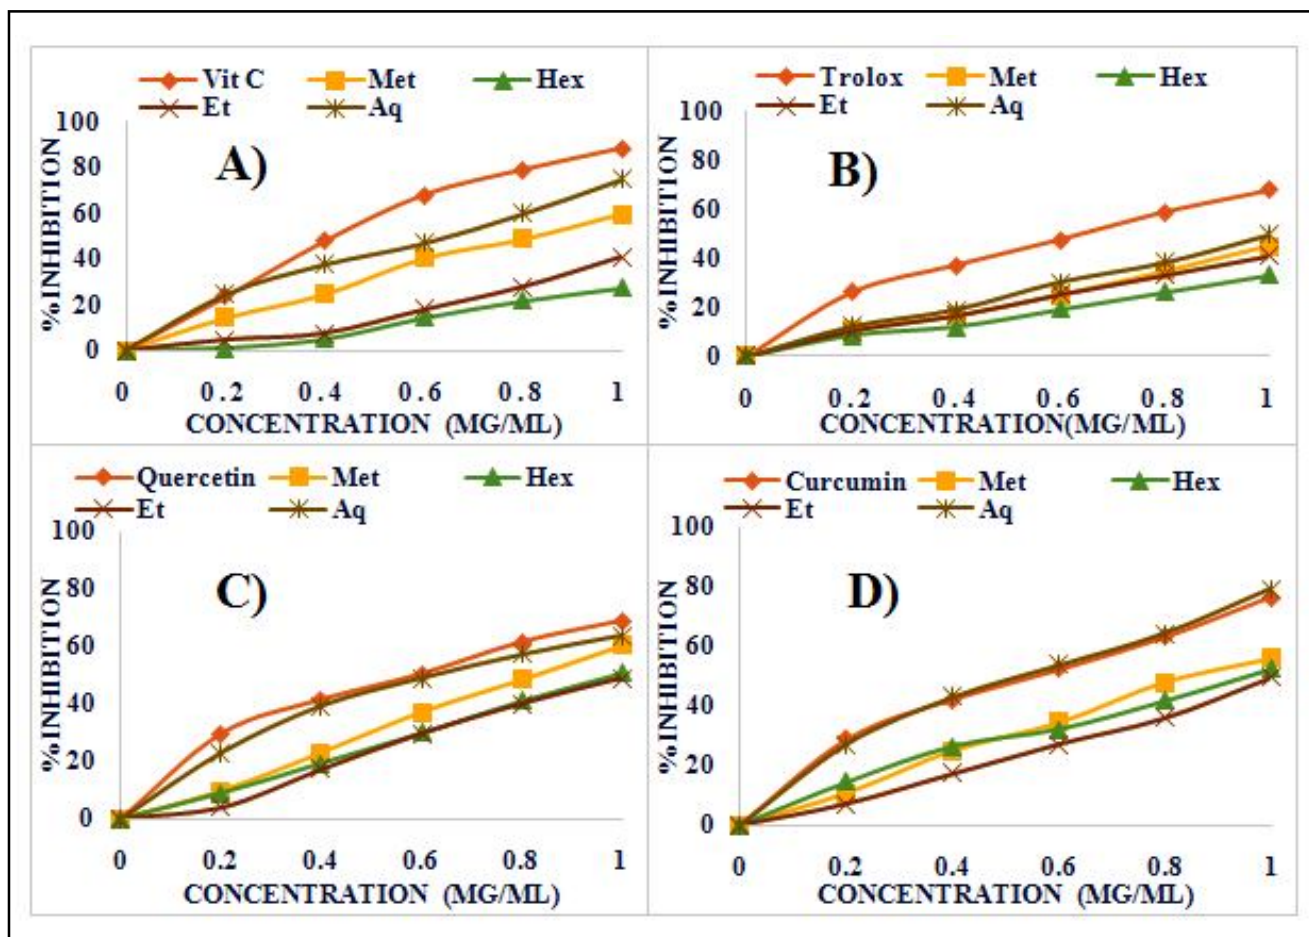 Vit C Met Hex
Et Aq
100
80
60
40
20
0
%INHIBITION
A)
0 0.2 0.4 0.6 0.8 1
CONCENTRATION (MG/ML)
Trolox Met Hex
Et Aq
100
80
60
40
20
0
%INHIBITION
B)
0 0.2 0.4 0.6 0.8 1
CONCENTRATION(MG/ML)
Quercetin Met Hex
Et Aq
100
80
60
40
20
0
%INHIBITION
C)
0 0.2 0.4 0.6 0.8 1
CONCENTRATION (MG/ML)
Curcumin Met Hex
Et Aq
100
80
60
40
20
0
%INHIBITION
D)
0 0.2 0.4 0.6 0.8 1
CONCENTRATION (MG/ML)